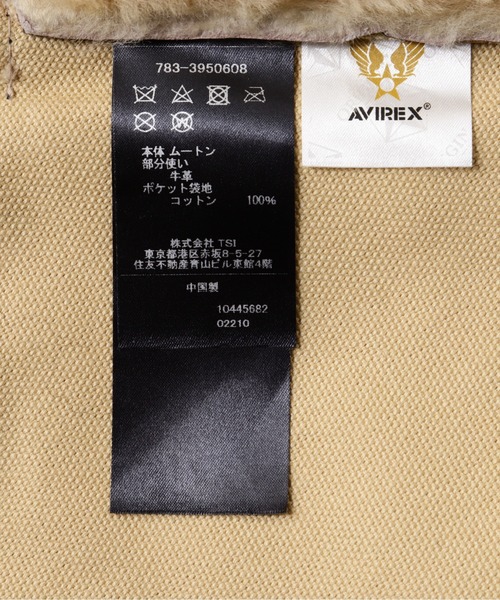 783-3950608
本体 ムートン
部分使い
牛革
ポケット袋地
コットン 100%
株式会社 TSI
東京都港区赤坂8-5-27
住友不動産青山ビル東館4階
中国製
10445682
02210
AVIREX®